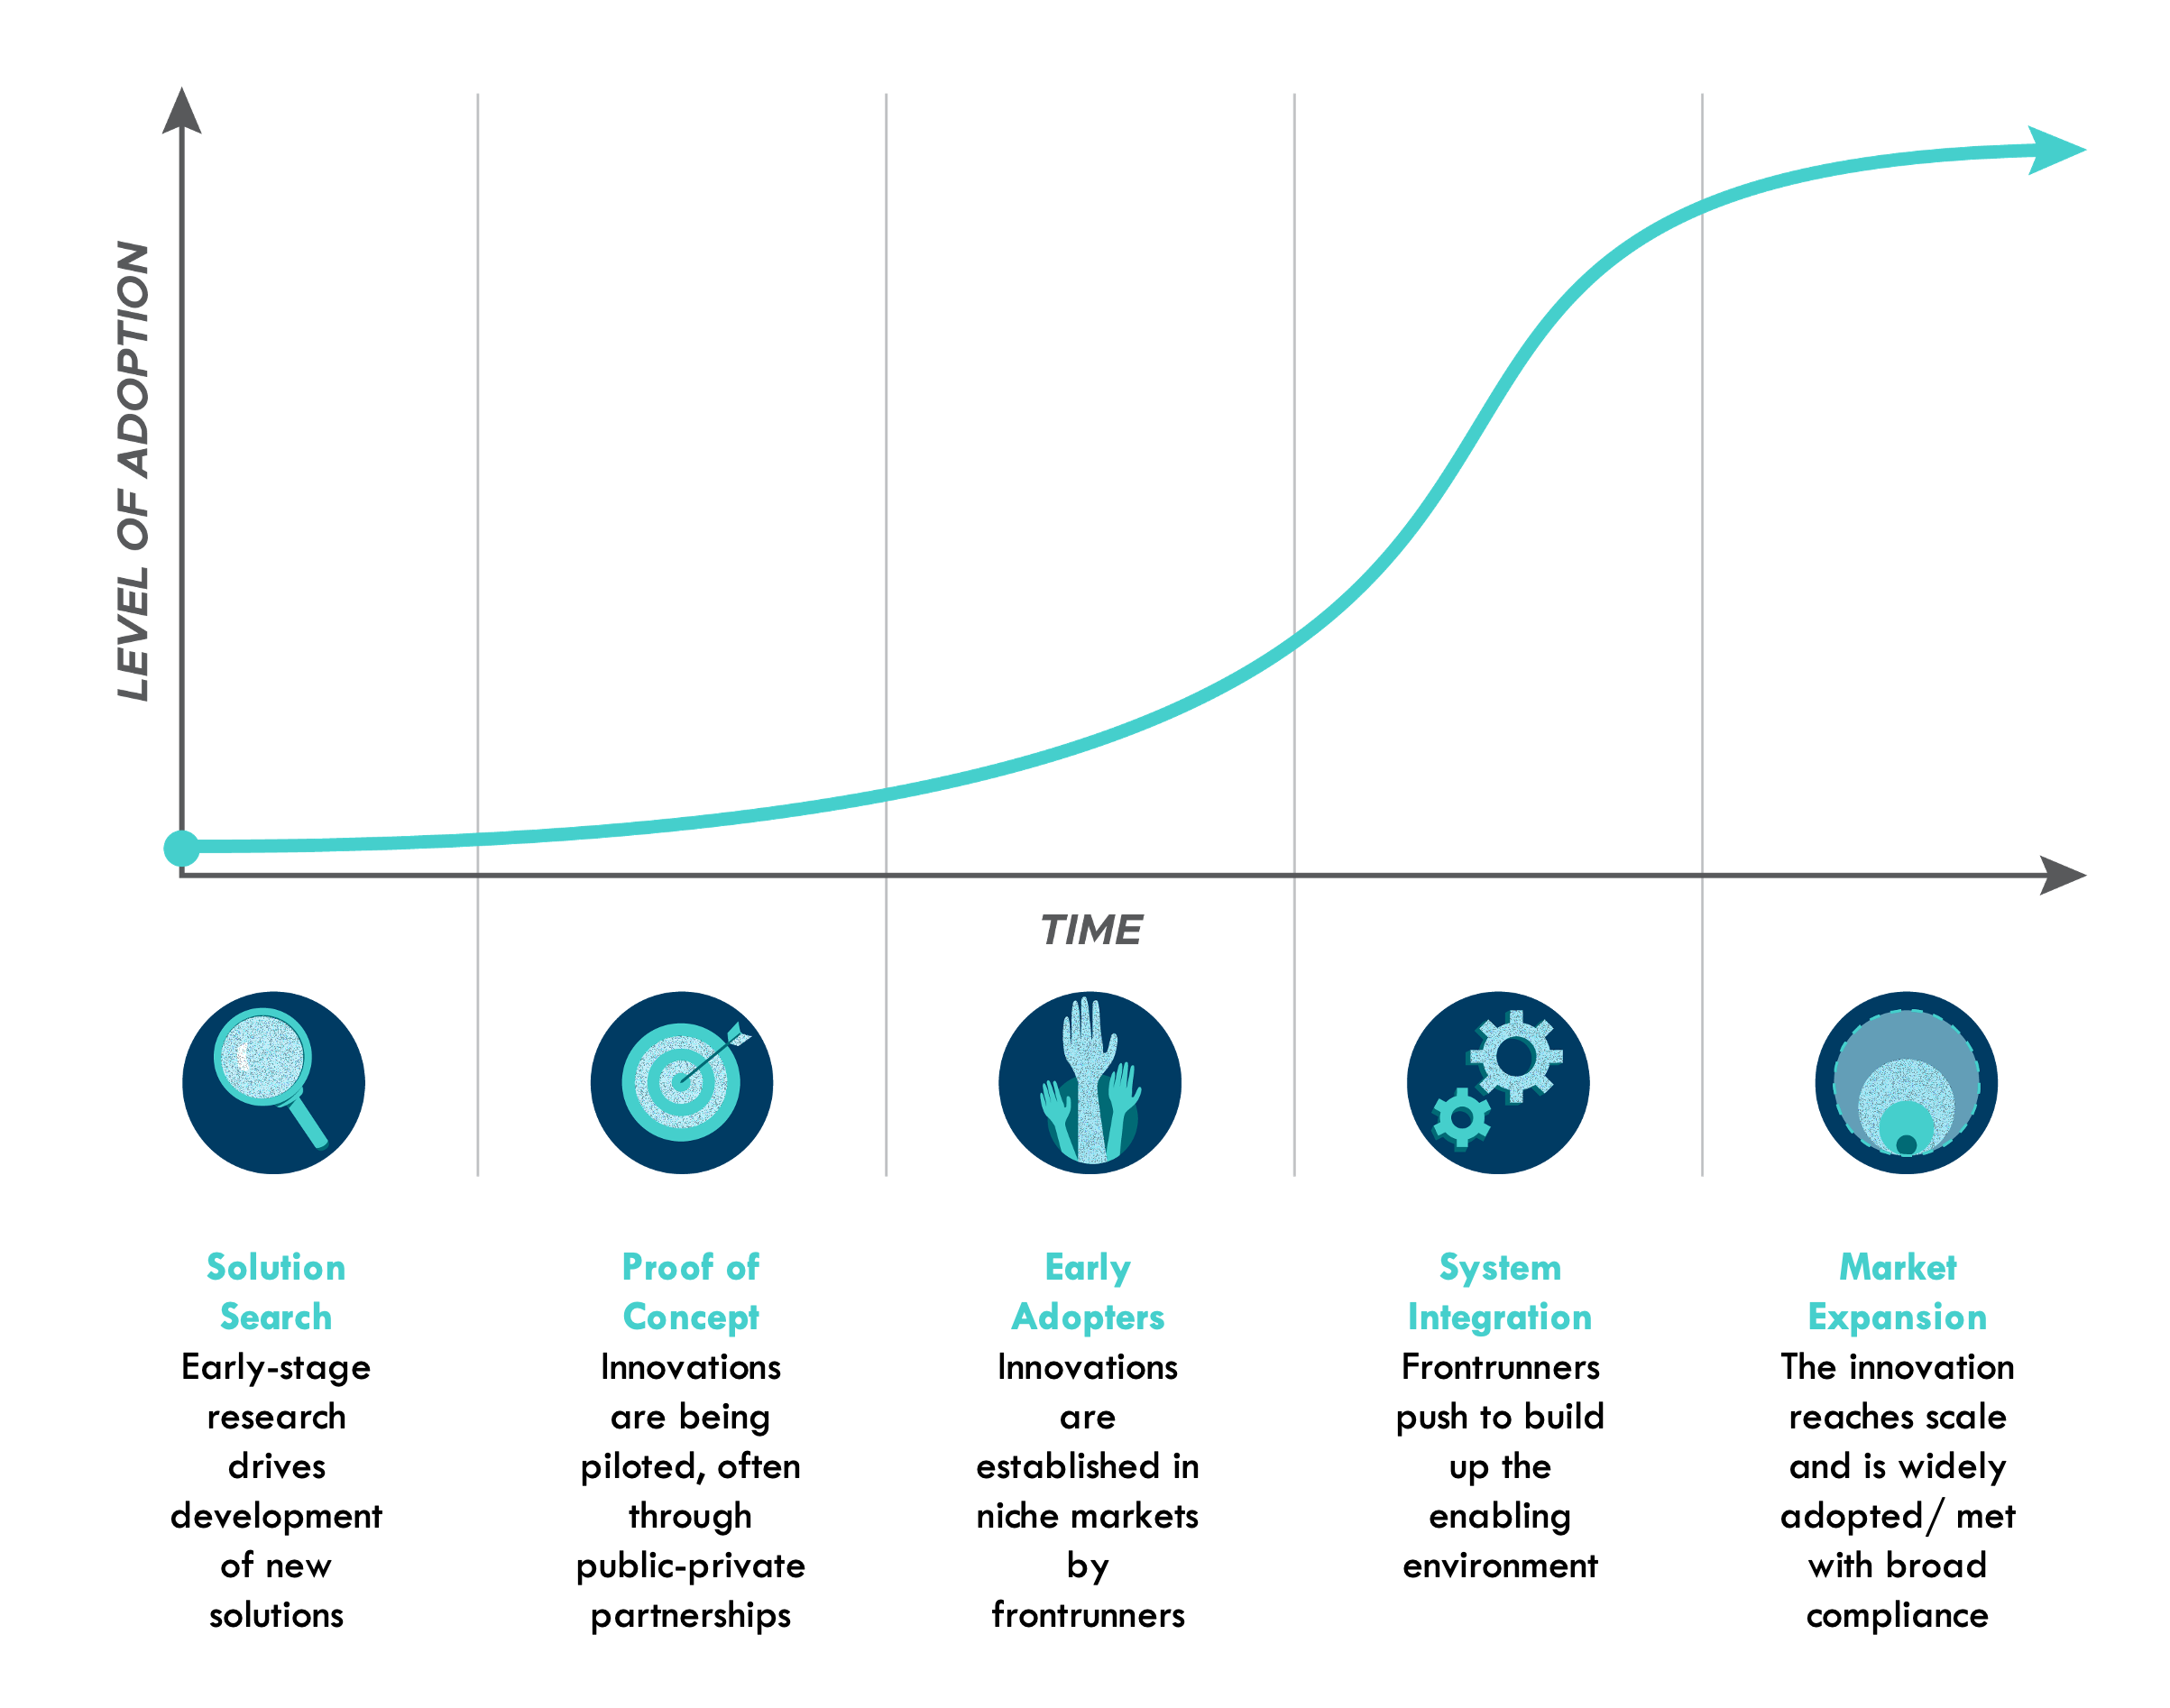 LEVEL OF ADOPTION
TIME
Solution
Search
Early-stage
research
drives
development
of new
solutions
Proof of
Concept
Innovations
are being
piloted, often
through
public-private
partnerships
Early
Adopters
Innovations
are
established in
niche markets
by
frontrunners
System
Integration
Frontrunners
push to build
up the
enabling
environment
Market
Expansion
The innovation
reaches scale
and is widely
adopted/ met
with broad
compliance